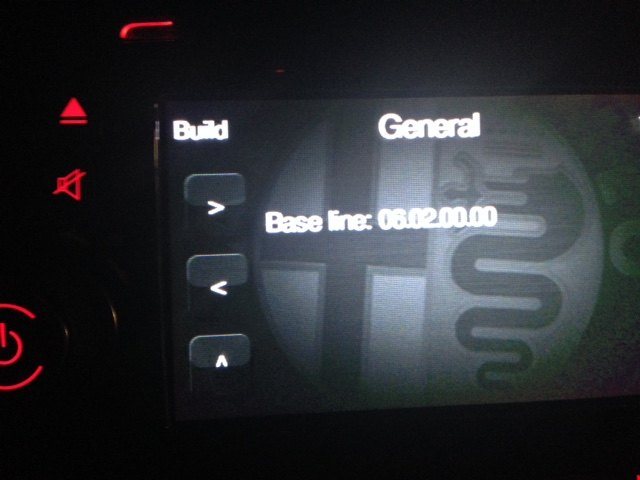 Build
General
>
Base line: 06.02.00.00
<
^